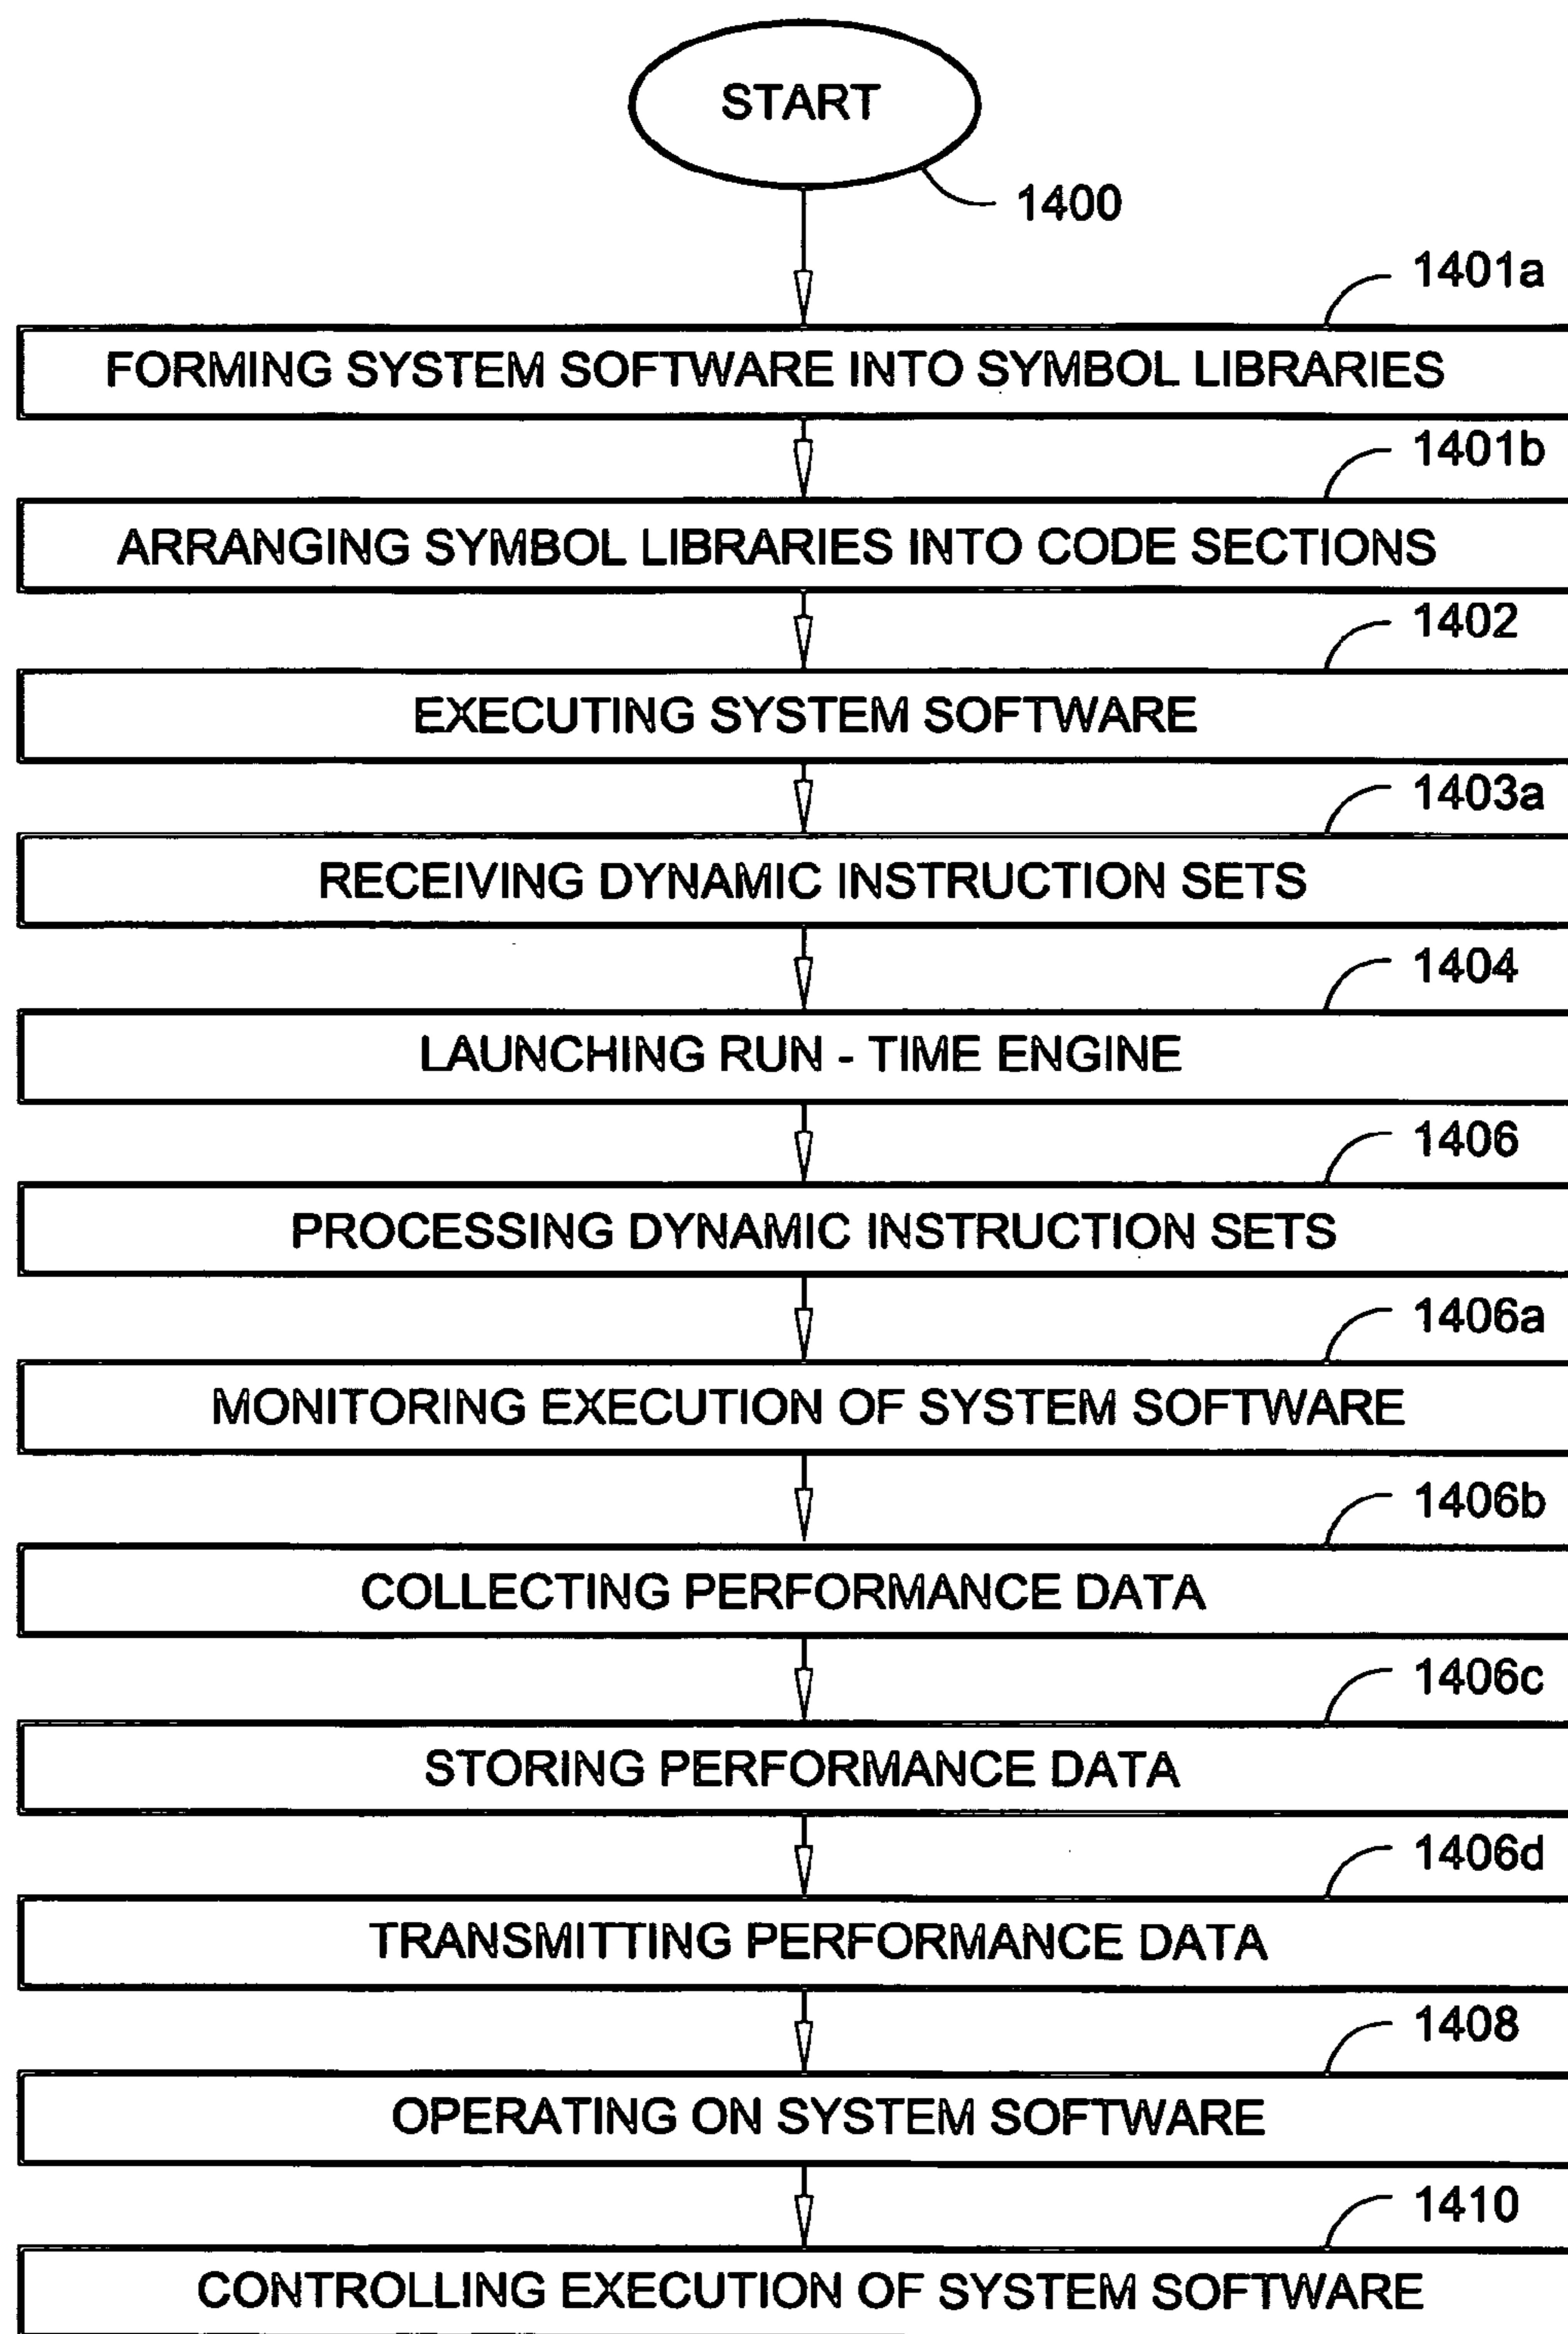 START
1400
1401a
FORMING SYSTEM SOFTWARE INTO SYMBOL LIBRARIES
1401b
ARRANGING SYMBOL LIBRARIES INTO CODE SECTIONS
1402
EXECUTING SYSTEM SOFTWARE
1403a
RECEIVING DYNAMIC INSTRUCTION SETS
1404
LAUNCHING RUN - TIME ENGINE
1406
PROCESSING DYNAMIC INSTRUCTION SETS
1406a
MONITORING EXECUTION OF SYSTEM SOFTWARE
1406b
COLLECTING PERFORMANCE DATA
1406c
STORING PERFORMANCE DATA
1406d
TRANSMITTING PERFORMANCE DATA
1408
OPERATING ON SYSTEM SOFTWARE
1410
CONTROLLING EXECUTION OF SYSTEM SOFTWARE